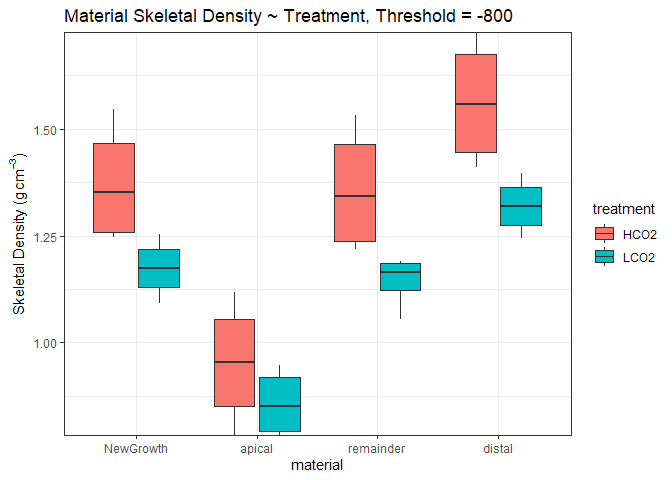 Material Skeletal Density ~ Treatment, Threshold = -800
Skeletal Density (g cm⁻³)
1.50
1.25
1.00
NewGrowth apical remainder distal
material
treatment
HCO2
LCO2